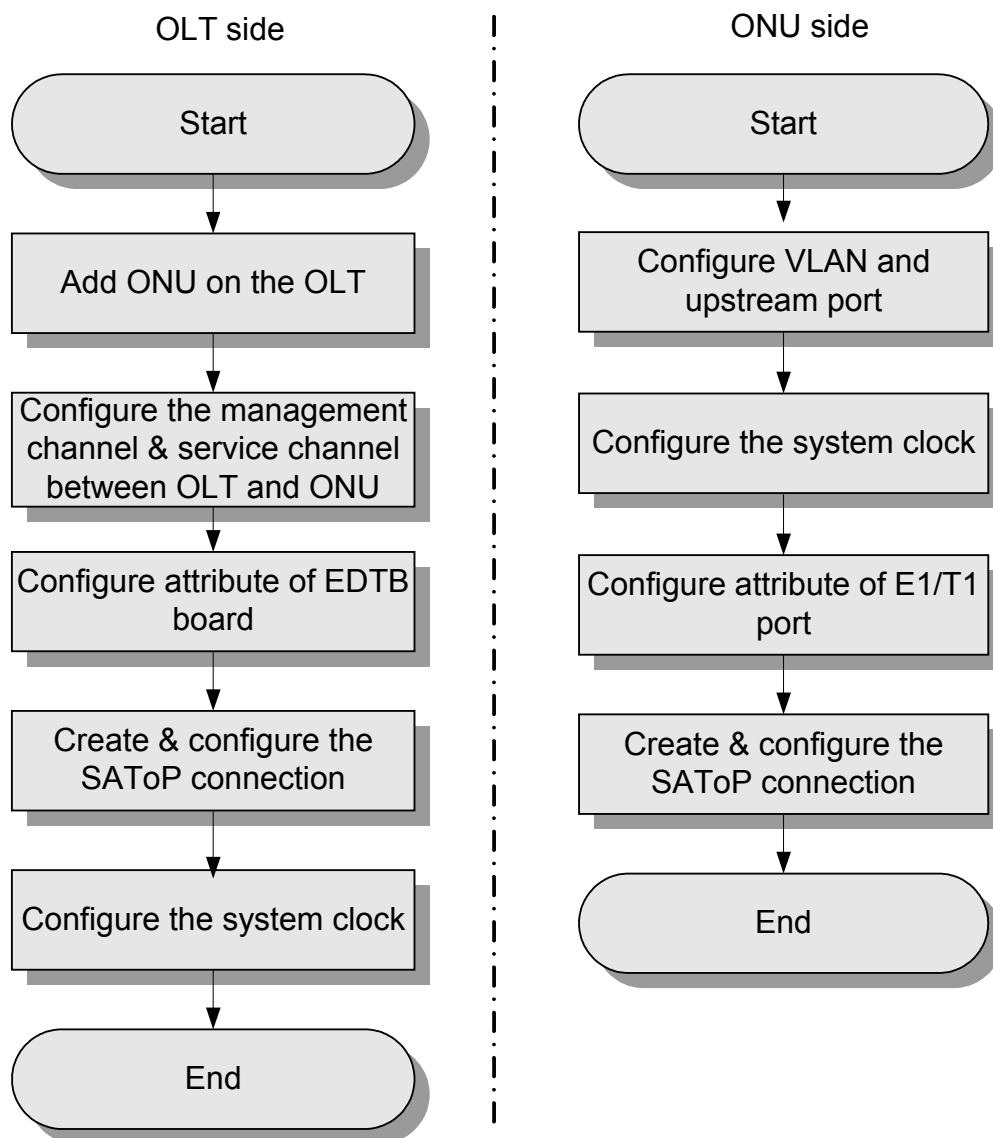 OLT side
Start
Add ONU on the OLT
Configure the management
channel & service channel
between OLT and ONU
Configure attribute of EDTB
board
Create & configure the
SAToP connection
Configure the system clock
End
ONU side
Start
Configure VLAN and
upstream port
Configure the system clock
Configure attribute of E1/T1
port
Create & configure the
SAToP connection
End